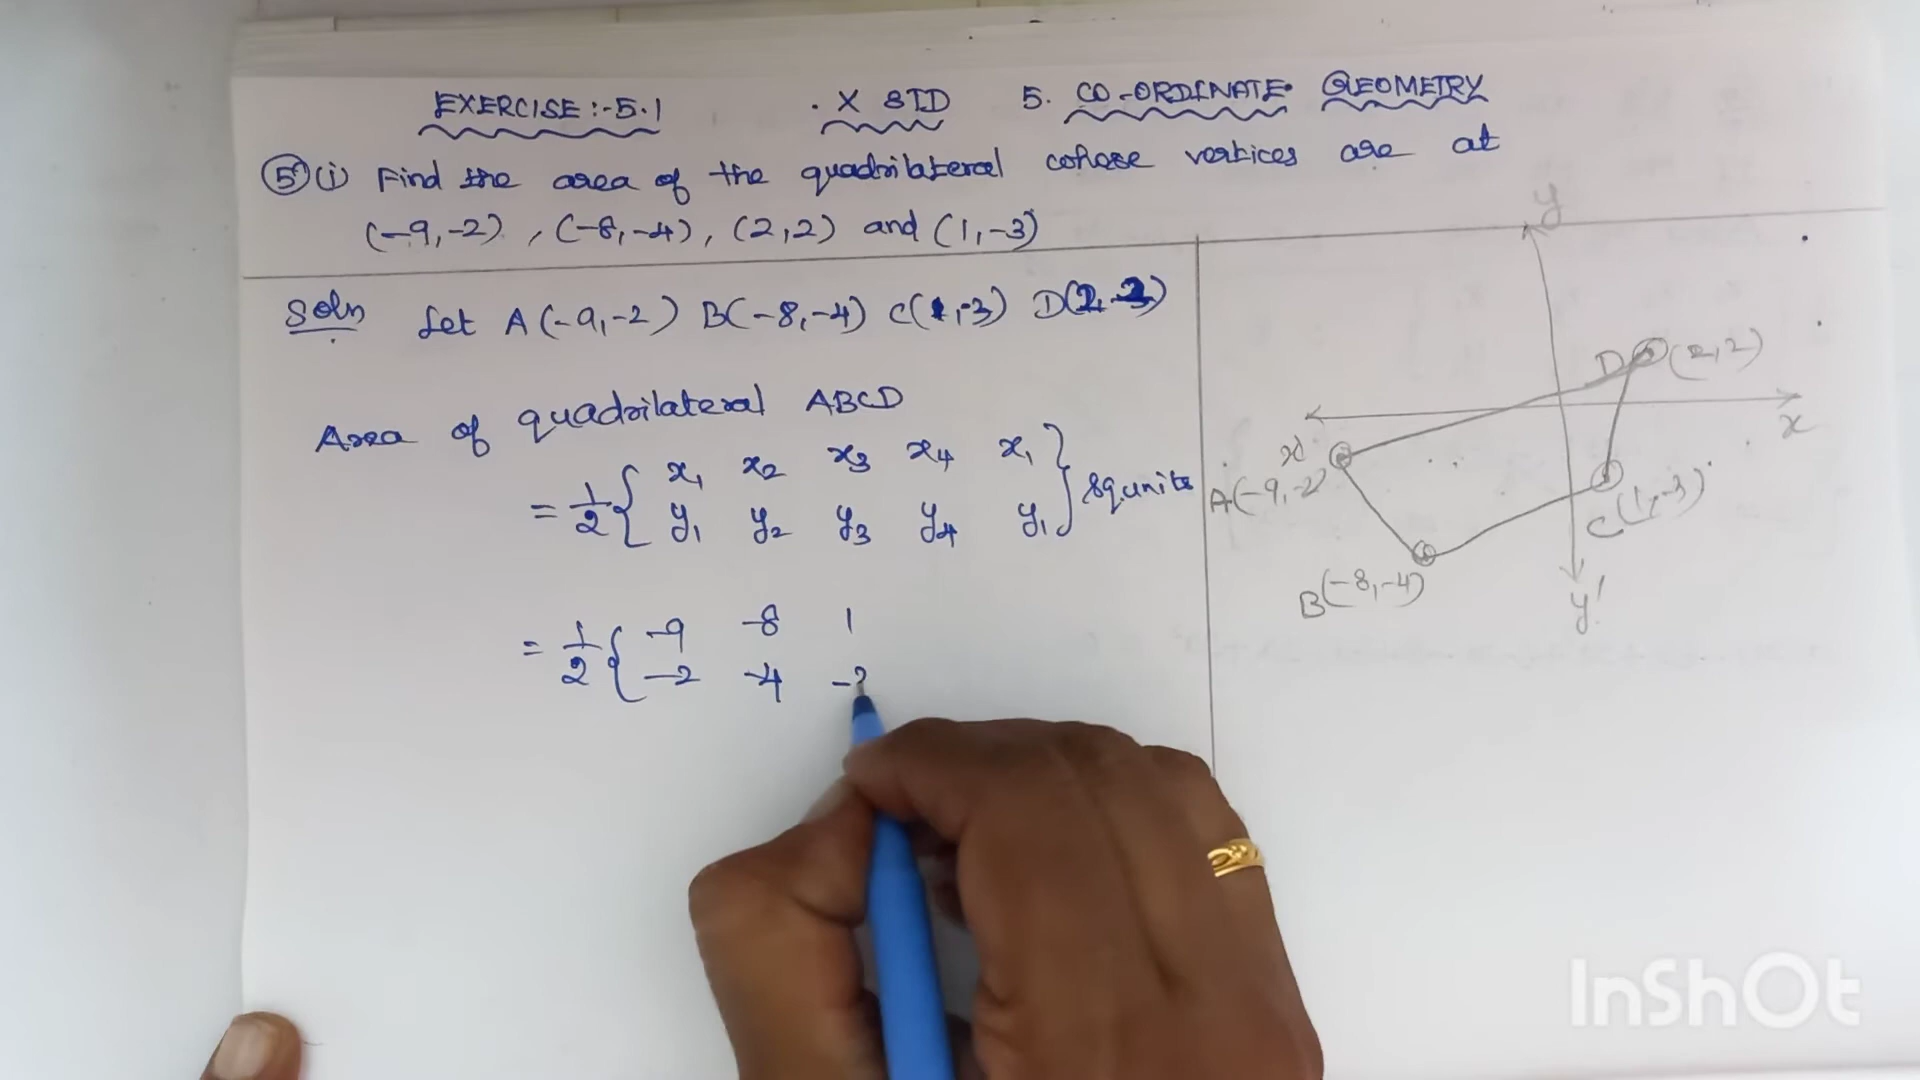 EXERCISE:-5.1 X STD 5. CO-ORDINATE GEOMETRY
5 (i) Find the area of the quadrilateral whose vertices are at
(-9,-2), (-8,-4), (2,2) and (1,-3)
Soln Let A(-9,-2) B(-8,-4) C(1,-3) D(2, 2)
Area of quadrilateral ABCD
= 1/2 { x1 x2 x3 x4 x1 } sq.units
y1 y2 y3 y4 y1
= 1/2 { -9 -8 1
-2 -4
y
D (2,2)
x
x'
A(-9,-2)
C(1,-3)
B(-8,-4)
y'
InShOt